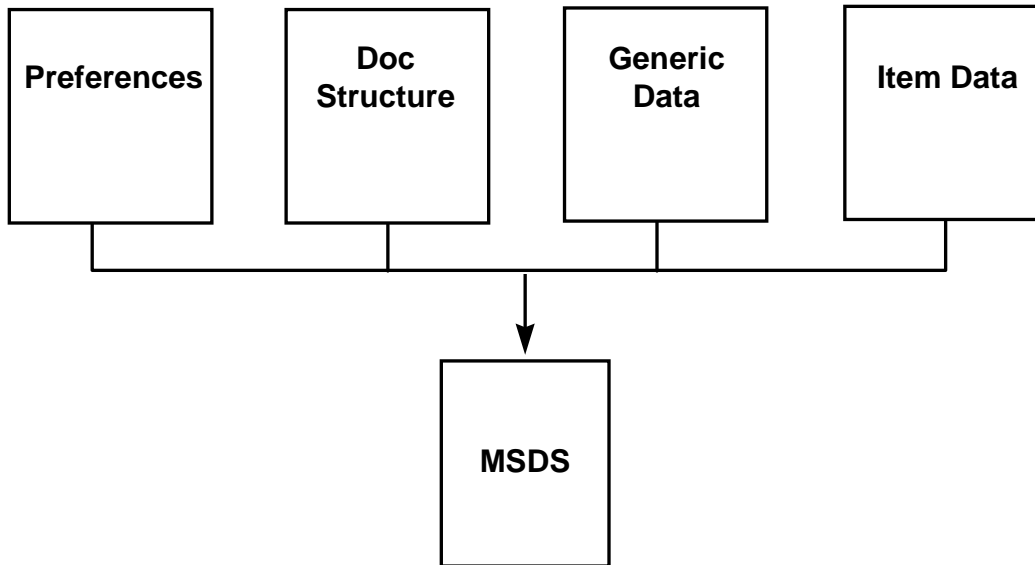 Preferences
Doc
Structure
Generic
Data
Item Data
MSDS